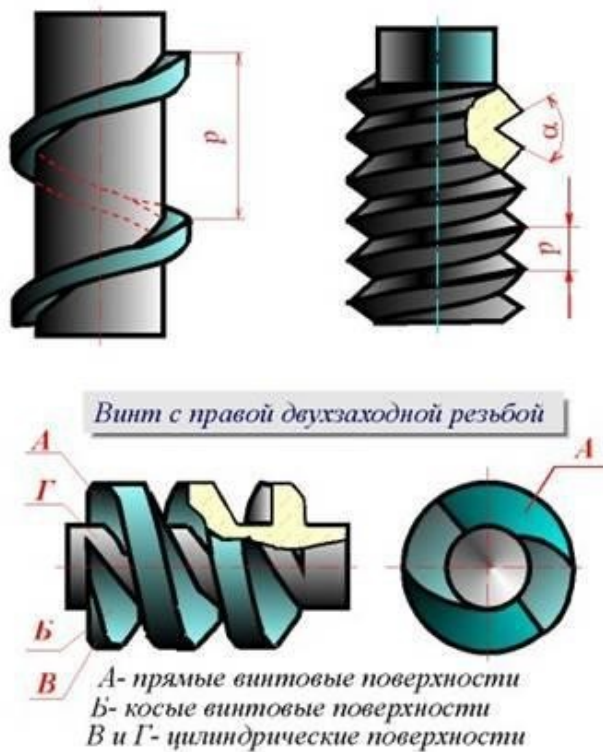 p
α
p
Винт с правой двухзаходной резьбой
А
Г
А
Б
В
А- прямые винтовые поверхности
Б- косые винтовые поверхности
В и Г- цилиндрические поверхности